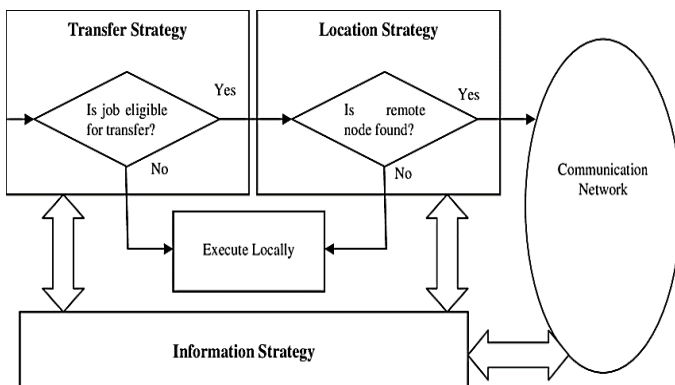 Transfer Strategy
Is job eligible
for transfer?
Yes
No
Location Strategy
Is remote
node found?
Yes
No
Execute Locally
Communication
Network
Information Strategy